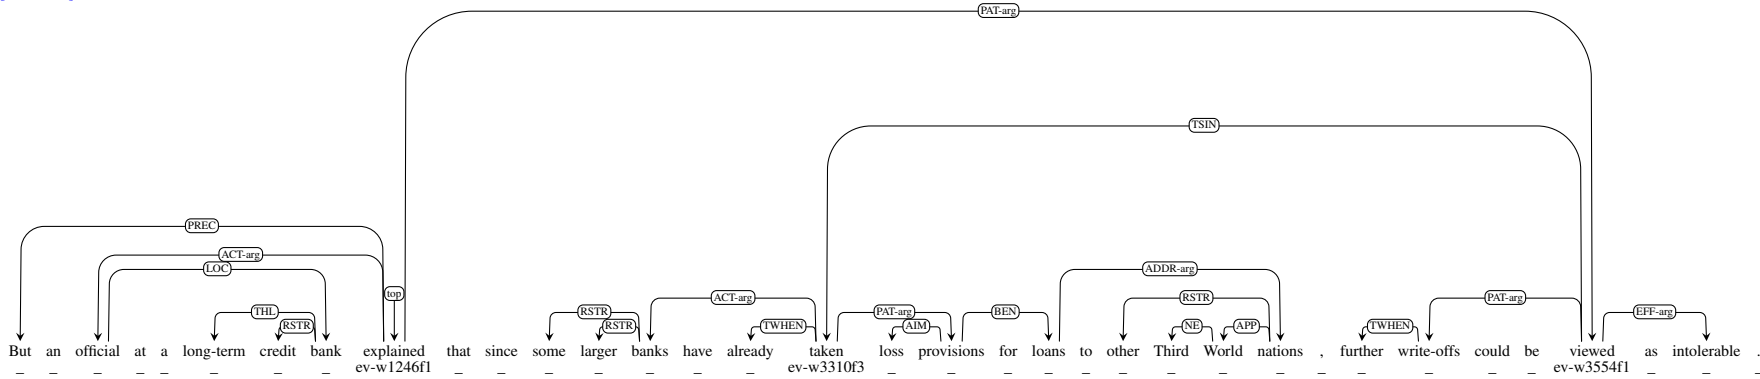 PAT-arg
TSIN
PREC
ACT-arg
LOC ADDR-arg
top
ACT-arg RSTR PAT-arg
THL RSTR PAT-arg BEN EFF-arg
RSTR RSTR TWHEN AIM NE APP TWHEN
But an official at a long-term credit bank explained that since some larger banks have already taken loss provisions for loans to other Third World nations , further write-offs could be viewed as intolerable .
_ _ _ _ _ _ _ _ ev-w1246f1 _ _ _ _ _ _ _ ev-w3310f3 _ _ _ _ _ _ _ _ _ _ _ _ _ _ ev-w3554f1 _ _ _